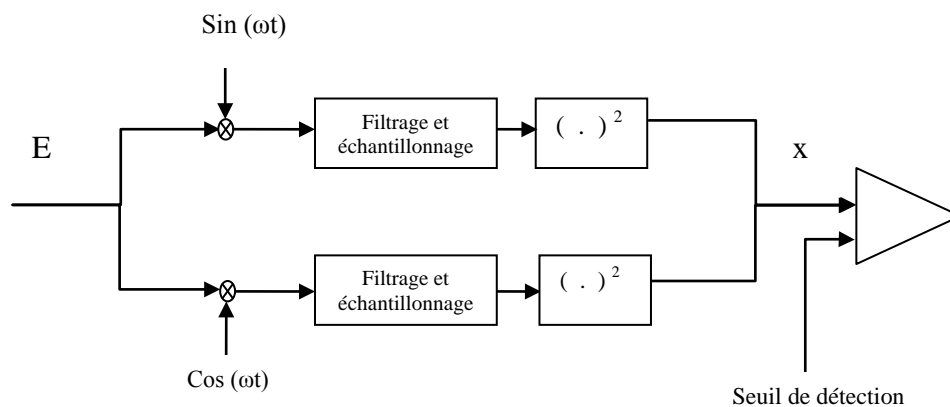 Sin (ωt)
E
Filtrage et
échantillonnage
( . ) 2
x
Filtrage et
échantillonnage
( . ) 2
Cos (ωt)
Seuil de détection